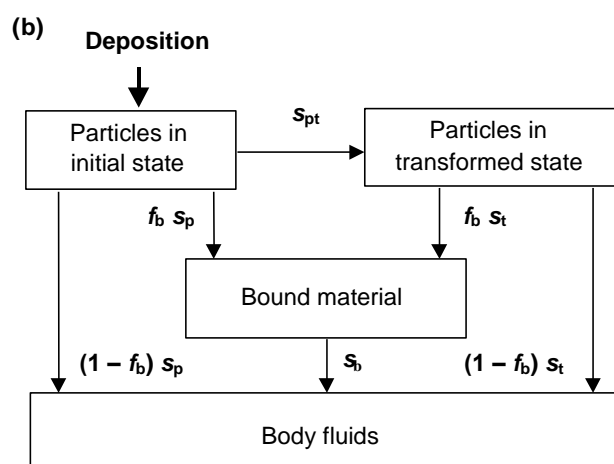 (b)
Deposition
Particles in
initial state
s_pt
Particles in
transformed state
f_b s_p
f_b s_t
Bound material
(1 – f_b) s_p
s_b
(1 – f_b) s_t
Body fluids